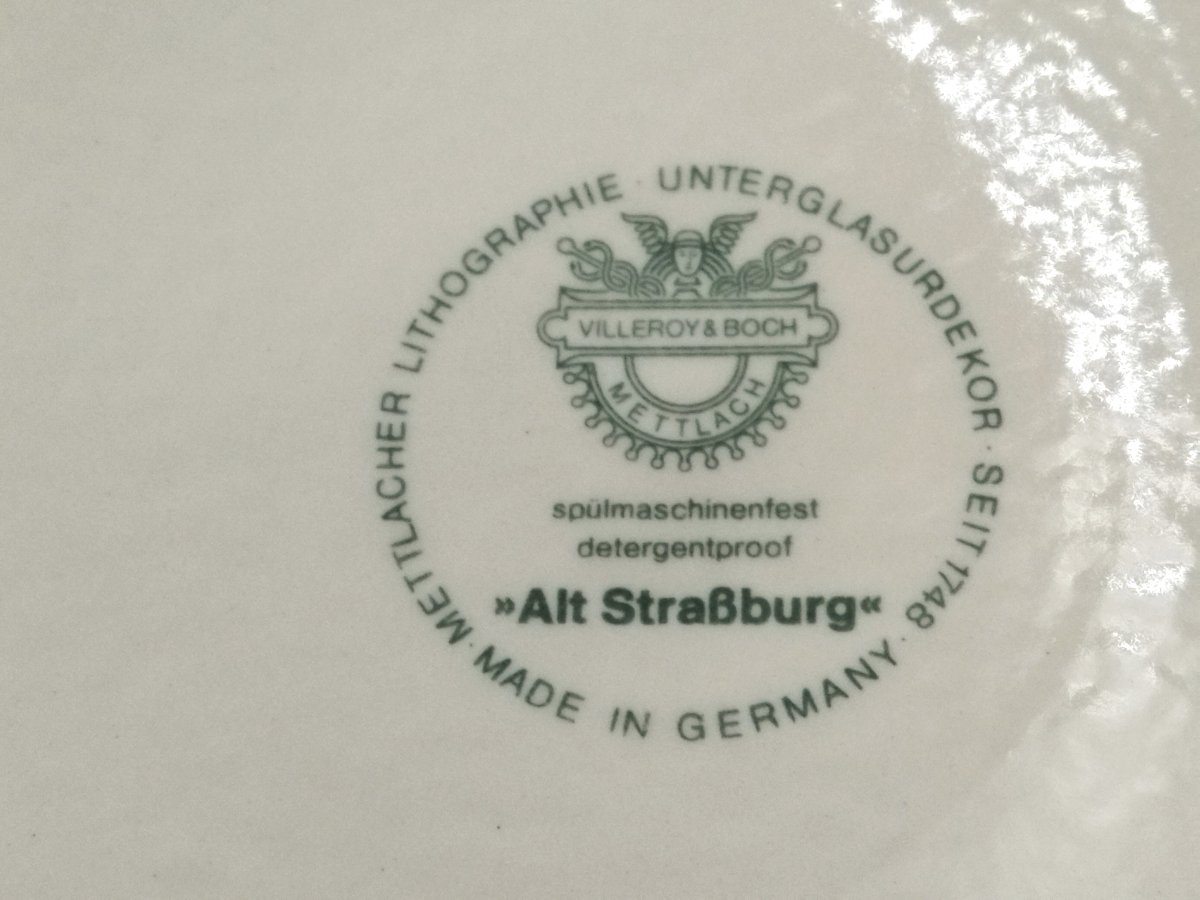 METTLACHER LITHOGRAPHIE · UNTERGLASURDEKOR · SEIT 1748 ·
VILLEROY & BOCH
METTLACH
spülmaschinenfest
detergentproof
»Alt Straßburg«
MADE IN GERMANY ·